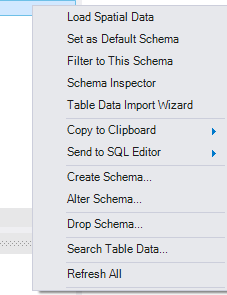 Load Spatial Data
Set as Default Schema
Filter to This Schema
Schema Inspector
Table Data Import Wizard
Copy to Clipboard
Send to SQL Editor
Create Schema...
Alter Schema...
Drop Schema...
Search Table Data...
Refresh All